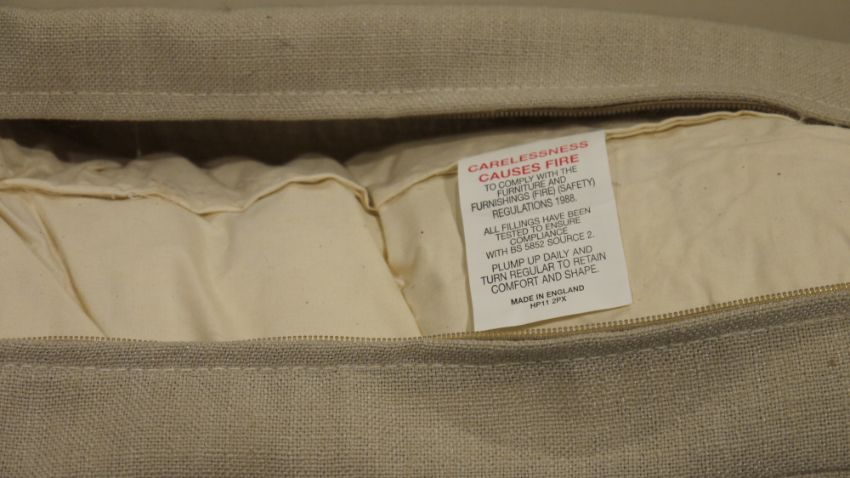 CARELESSNESS
CAUSES FIRE
TO COMPLY WITH THE
FURNITURE AND
FURNISHINGS (FIRE) (SAFETY)
REGULATIONS 1988.
ALL FILLINGS HAVE BEEN
TESTED TO ENSURE
COMPLIANCE
WITH BS 5852 SOURCE 2.
PLUMP UP DAILY AND
TURN REGULAR TO RETAIN
COMFORT AND SHAPE.
MADE IN ENGLAND
HP11 2PX